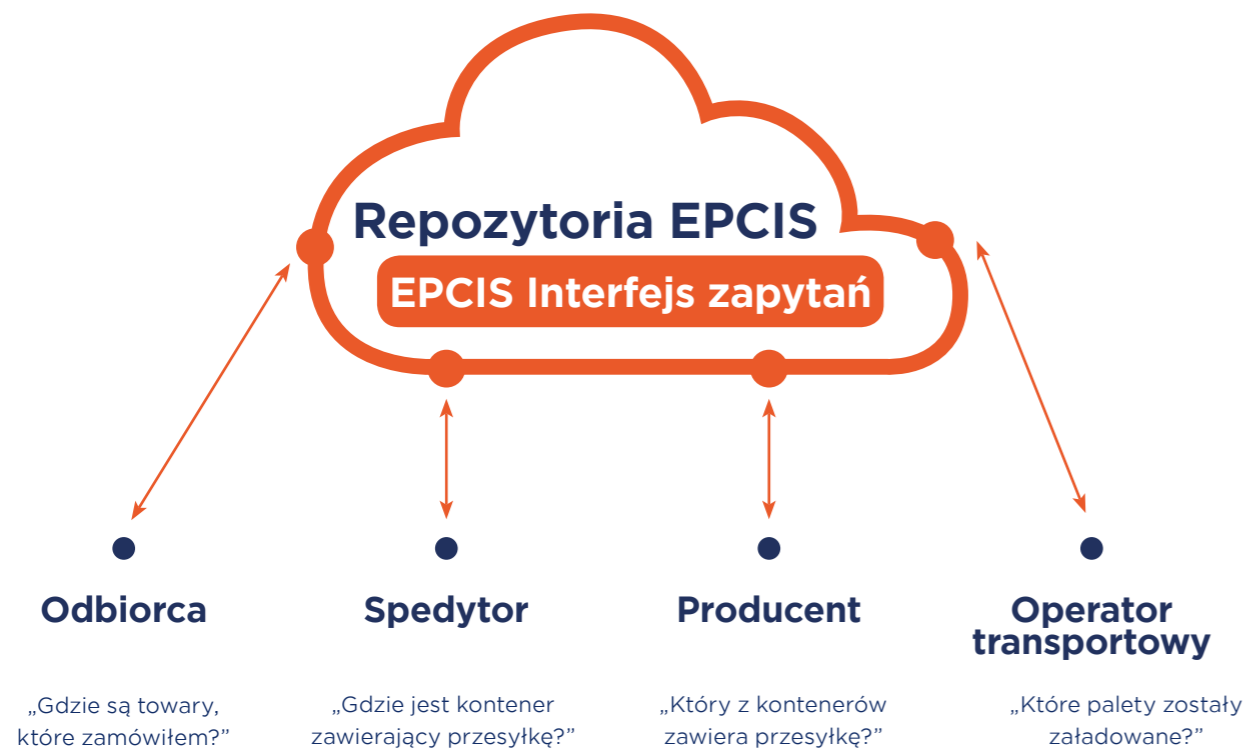 Repozytoria EPCIS
EPCIS Interfejs zapytań
Odbiorca
„Gdzie są towary,
które zamówiłem?”
Spedytor
„Gdzie jest kontener
zawierający przesyłkę?”
Producent
„Który z kontenerów
zawiera przesyłkę?”
Operator
transportowy
„Które palety zostały
załadowane?”